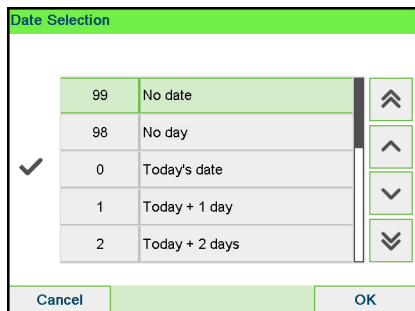 Date Selection
99 No date
98 No day
0 Today's date
1 Today + 1 day
2 Today + 2 days
Cancel OK